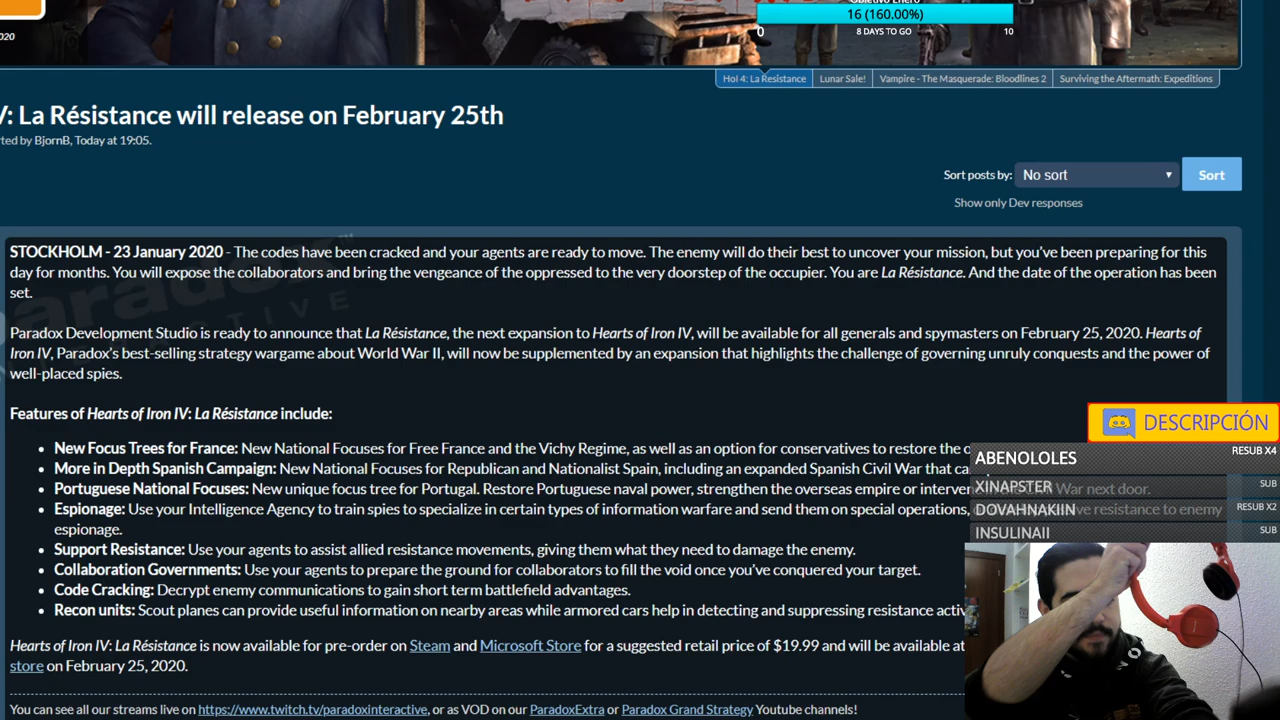 Objetivo Enero
16 (160.00%)
0 8 DAYS TO GO 10
2020
HoI 4: La Resistance Lunar Sale! Vampire - The Masquerade: Bloodlines 2 Surviving the Aftermath: Expeditions
V: La Résistance will release on February 25th
ted by BjornB, Today at 19:05.
Sort posts by: No sort Sort
Show only Dev responses
STOCKHOLM - 23 January 2020 - The codes have been cracked and your agents are ready to move. The enemy will do their best to uncover your mission, but you've been preparing for this
day for months. You will expose the collaborators and bring the vengeance of the oppressed to the very doorstep of the occupier. You are La Résistance. And the date of the operation has been
set.
Paradox Development Studio is ready to announce that La Résistance, the next expansion to Hearts of Iron IV, will be available for all generals and spymasters on February 25, 2020. Hearts of
Iron IV, Paradox's best-selling strategy wargame about World War II, will now be supplemented by an expansion that highlights the challenge of governing unruly conquests and the power of
well-placed spies.
Features of Hearts of Iron IV: La Résistance include:
DESCRIPCIÓN
New Focus Trees for France: New National Focuses for Free France and the Vichy Regime, as well as an option for conservatives to restore the
ABENOLOLES RESUB X4
More in Depth Spanish Campaign: New National Focuses for Republican and Nationalist Spain, including an expanded Spanish Civil War that
XINAPSTER SUB
Portuguese National Focuses: New unique focus tree for Portugal. Restore Portuguese naval power, strengthen the overseas empire or interven Civil War next door.
Espionage: Use your Intelligence Agency to train spies to specialize in certain types of information warfare and send them on special operations, resistance to enemy
DOVAHNAKIIN RESUB X2
espionage.
INSULINAII SUB
Support Resistance: Use your agents to assist allied resistance movements, giving them what they need to damage the enemy.
Collaboration Governments: Use your agents to prepare the ground for collaborators to fill the void once you've conquered your target.
Code Cracking: Decrypt enemy communications to gain short term battlefield advantages.
Recon units: Scout planes can provide useful information on nearby areas while armored cars help in detecting and suppressing resistance activ
Hearts of Iron IV: La Résistance is now available for pre-order on Steam and Microsoft Store for a suggested retail price of $19.99 and will be available at
store on February 25, 2020.
You can see all our streams live on https://www.twitch.tv/paradoxinteractive, or as VOD on our ParadoxExtra or Paradox Grand Strategy Youtube channels!